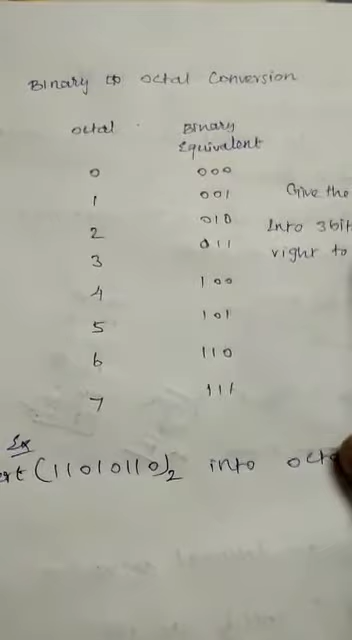 Binary to octal Conversion
octal Binary
Equivalent
0 000
1 001
2 010
3 011
4 100
5 101
6 110
7 111
Give the
Into 3bit
right to
Ex
(11010110)2 into